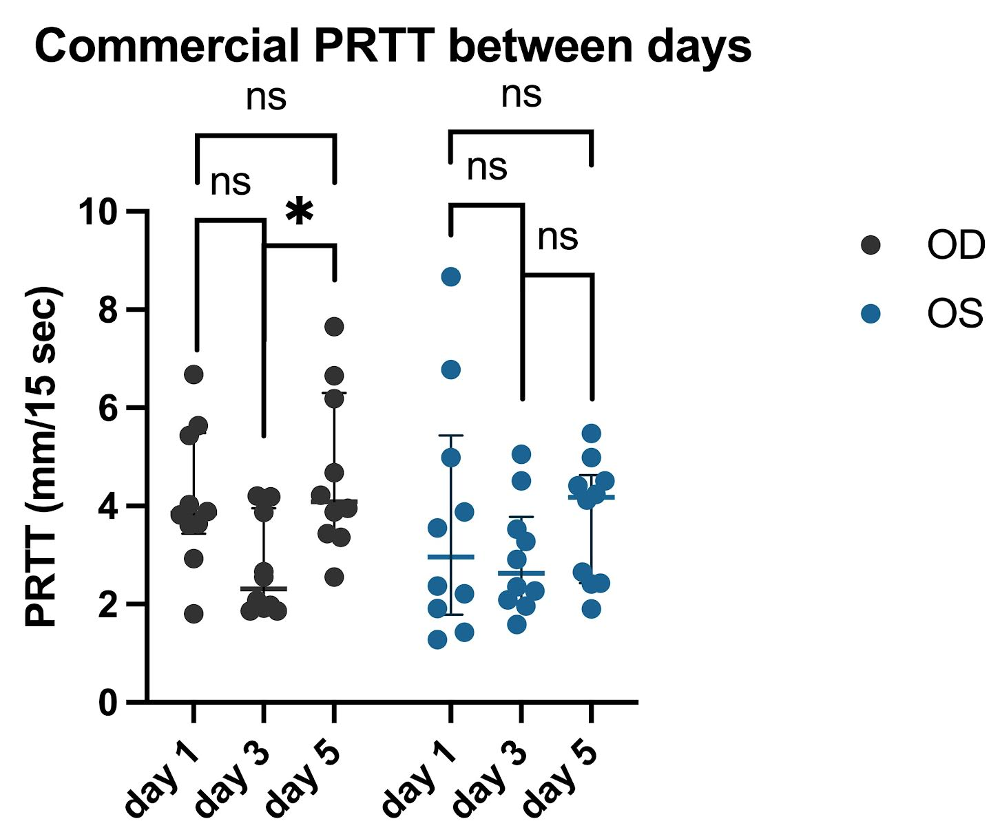 Commercial PRTT between days
ns
ns
ns
ns
*
ns
10
8
6
4
2
0
PRTT (mm/15 sec)
OD
OS
day 1
day 3
day 5
day 1
day 3
day 5